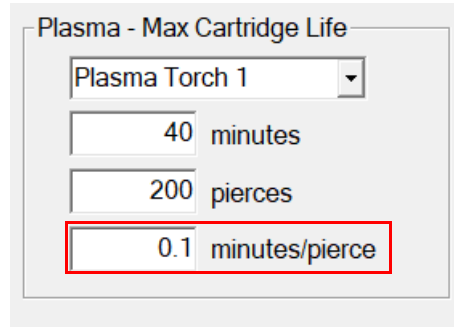 Plasma - Max Cartridge Life
Plasma Torch 1
40 minutes
200 pierces
0.1 minutes/pierce